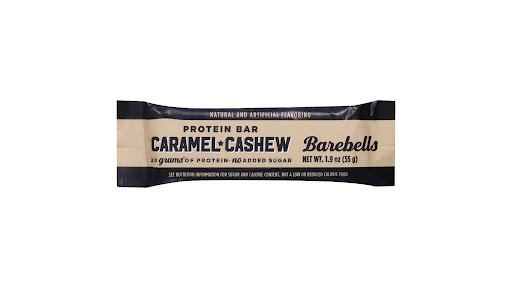 NATURAL AND ARTIFICIAL FLAVORING
PROTEIN BAR
CARAMEL★CASHEW
20 grams OF PROTEIN · no ADDED SUGAR
Barebells
NET WT. 1.9 oz (55 g)
SEE NUTRITION INFORMATION FOR SUGAR AND CALORIE CONTENT. NOT A LOW OR REDUCED CALORIE FOOD